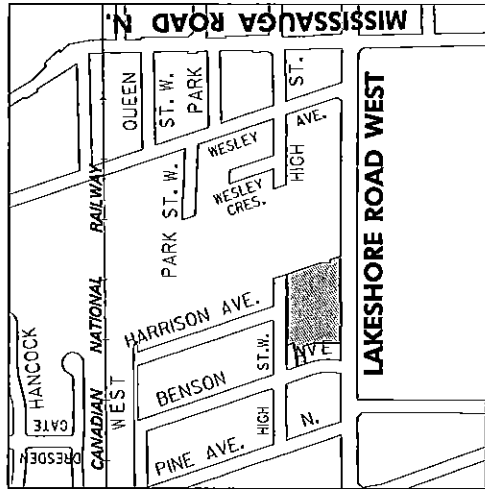 MISSISSAUGA ROAD N.
QUEEN
ST. W.
PARK
ST.
AVE.
WESLEY
HIGH
WESLEY
CRES.
PARK ST. W.
CANADIAN NATIONAL RAILWAY
LAKESHORE ROAD WEST
HANCOCK
GATE
DRESDEN
WEST
HARRISON AVE.
BENSON
AVE
ST. W.
HIGH
PINE AVE.
N.